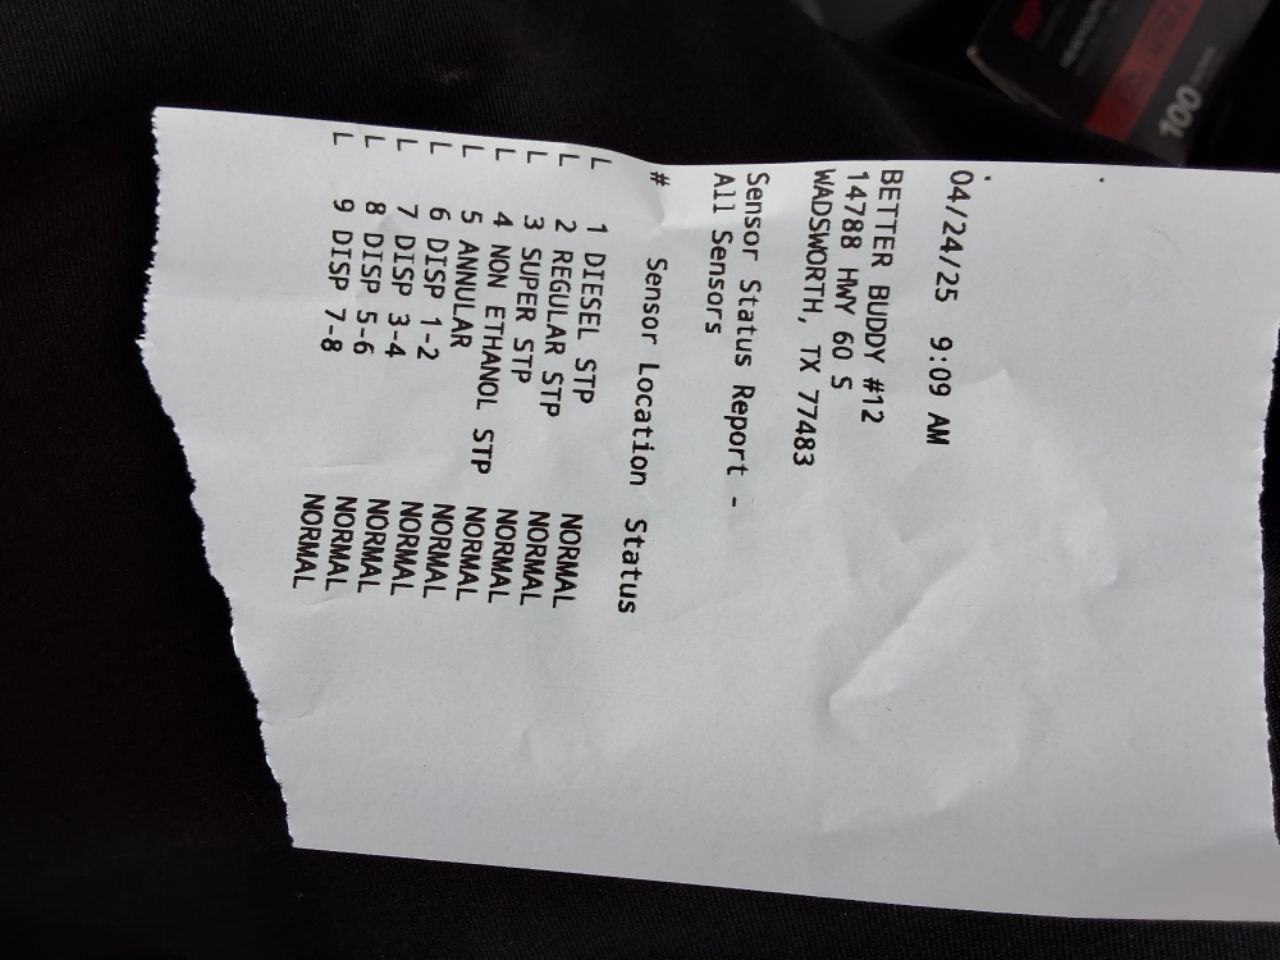 04/24/25 9:09 AM
BETTER BUDDY #12
14788 HWY 60 S
WADSWORTH, TX 77483
Sensor Status Report -
All Sensors
# Sensor Location Status
L 1 DIESEL STP NORMAL
L 2 REGULAR STP NORMAL
L 3 SUPER STP NORMAL
L 4 NON ETHANOL STP NORMAL
L 5 ANNULAR NORMAL
L 6 DISP 1-2 NORMAL
L 7 DISP 3-4 NORMAL
L 8 DISP 5-6 NORMAL
L 9 DISP 7-8 NORMAL
100